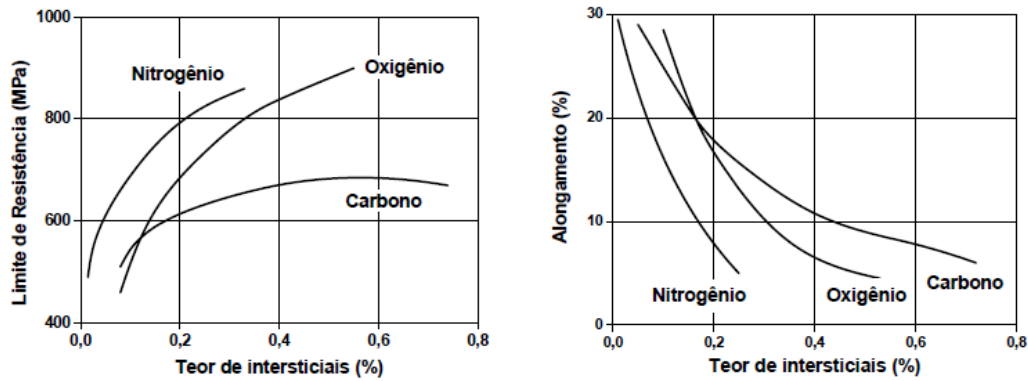 Limite de Resistência (MPa)
1000
800
600
400
Nitrogênio
Oxigênio
Carbono
0,0 0,2 0,4 0,6 0,8
Teor de intersticiais (%)
Alongamento (%)
30
20
10
0
Nitrogênio
Oxigênio
Carbono
0,0 0,2 0,4 0,6 0,8
Teor de intersticiais (%)